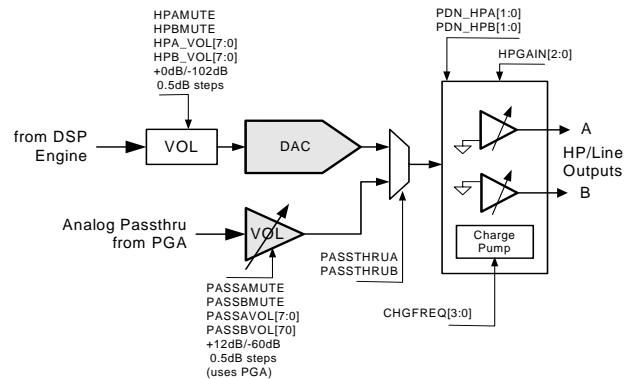 HPAMUTE
HPBMUTE
HPA_VOL[7:0]
HPB_VOL[7:0]
+0dB/-102dB
0.5dB steps
PDN_HPA[1:0]
PDN_HPB[1:0]
HPGAIN[2:0]
from DSP
Engine
VOL
DAC
A
HP/Line
Outputs
B
Analog Passthru
from PGA
VOL
Charge
Pump
PASSTHRUA
PASSTHRUB
PASSAMUTE
PASSBMUTE
PASSAVOL[7:0]
PASSBVOL[70]
+12dB/-60dB
0.5dB steps
(uses PGA)
CHGFREQ[3:0]